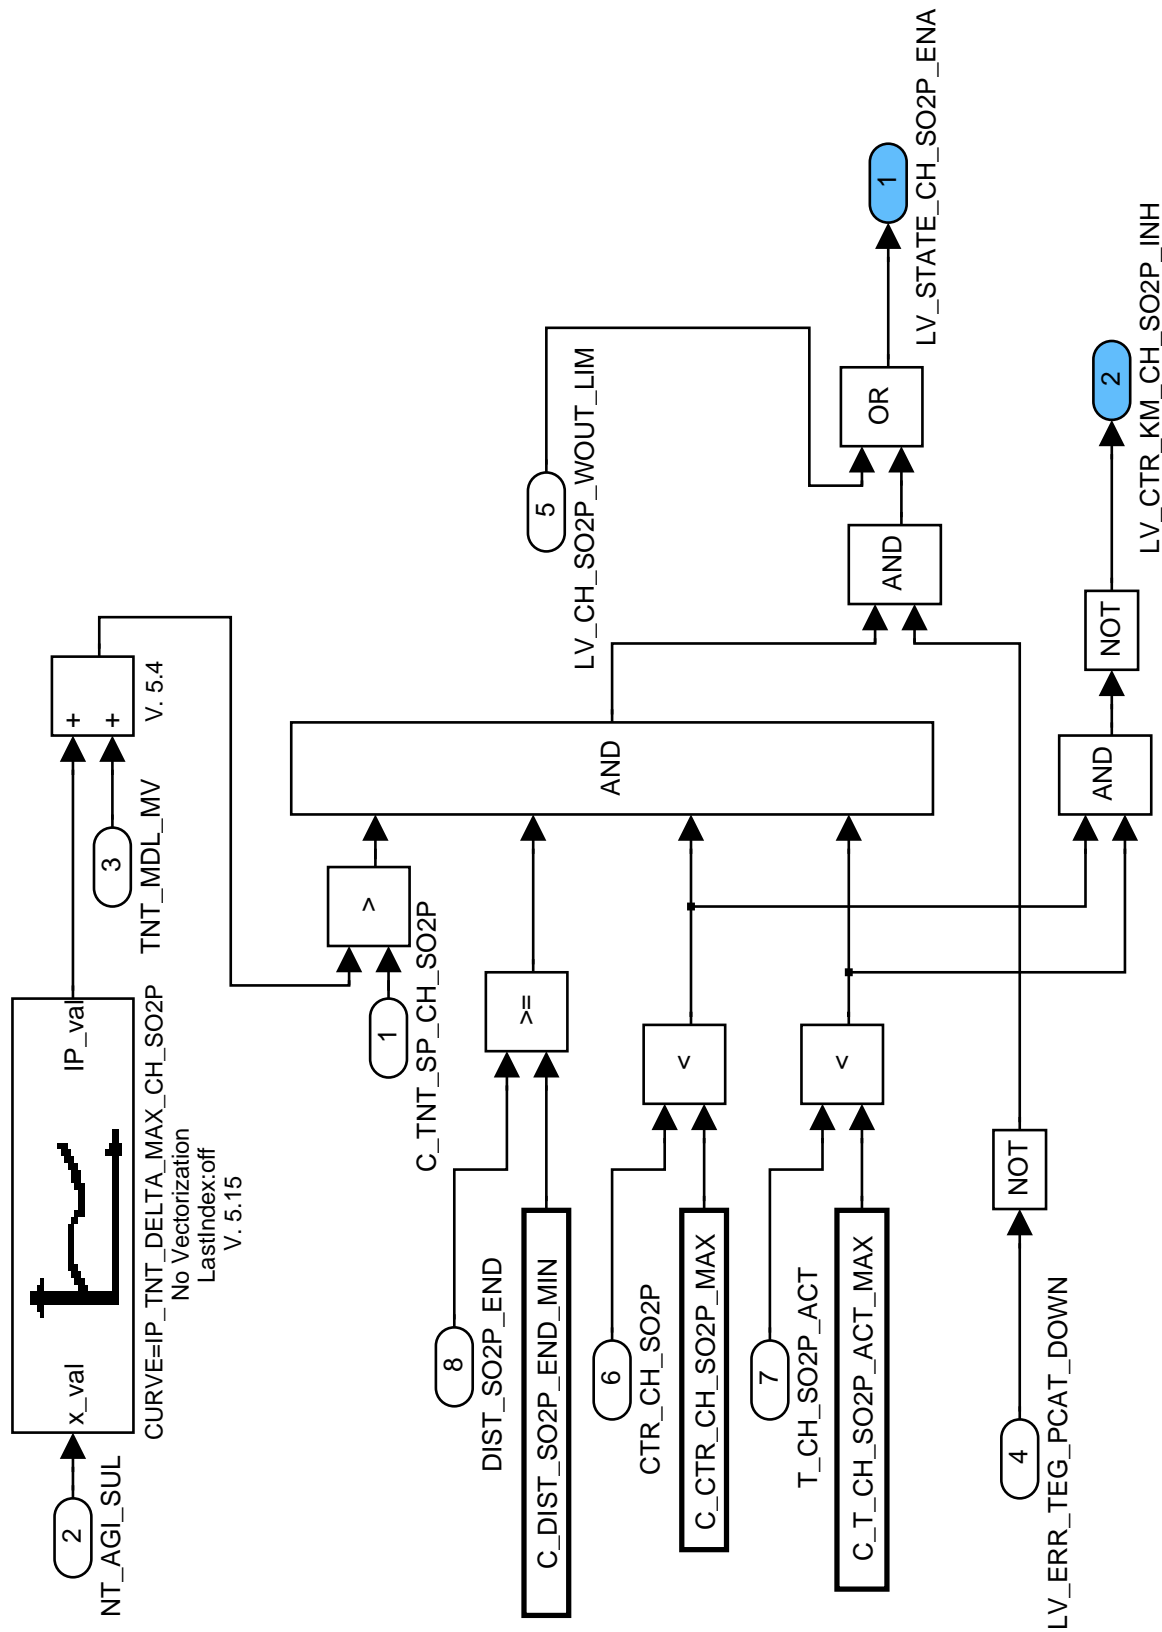 2
NT_AGI_SUL
x_val
IP_val
CURVE=IP_TNT_DELTA_MAX_CH_SO2P
No Vectorization
LastIndex:off
V. 5.15
3
TNT_MDL_MV
+
+
V. 5.4
1
C_TNT_SP_CH_SO2P
>
8
DIST_SO2P_END
C_DIST_SO2P_END_MIN
>=
6
CTR_CH_SO2P
C_CTR_CH_SO2P_MAX
<
7
T_CH_SO2P_ACT
C_T_CH_SO2P_ACT_MAX
<
AND
5
LV_CH_SO2P_WOUT_LIM
4
LV_ERR_TEG_PCAT_DOWN
NOT
AND
OR
1
LV_STATE_CH_SO2P_ENA
AND
NOT
2
LV_CTR_KM_CH_SO2P_INH